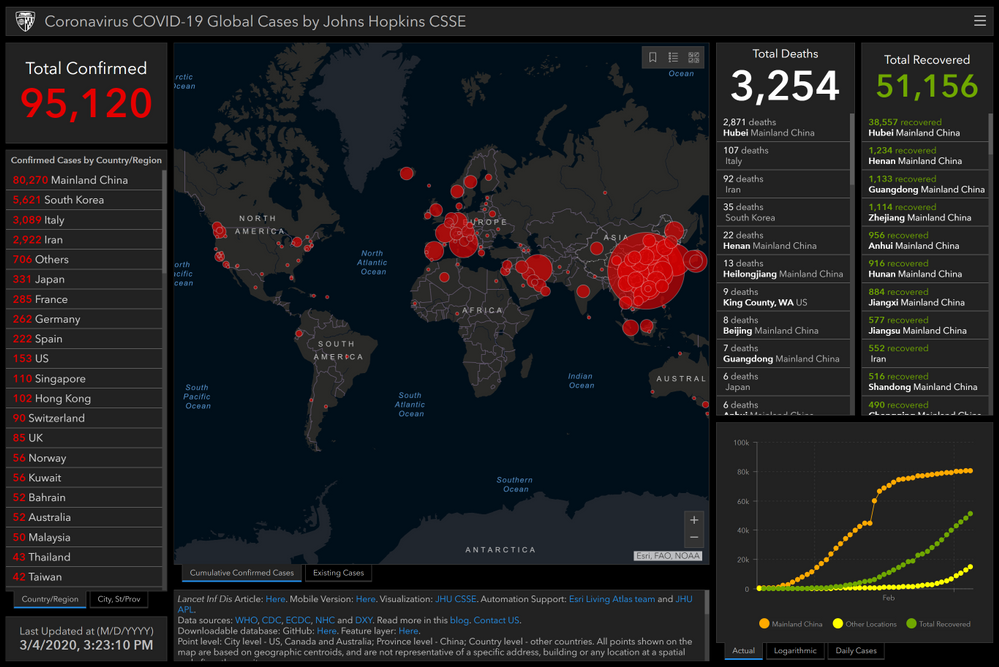 Coronavirus COVID-19 Global Cases by Johns Hopkins CSSE
Total Confirmed
95,120
Confirmed Cases by Country/Region
80,270 Mainland China
5,621 South Korea
3,089 Italy
2,922 Iran
706 Others
331 Japan
285 France
262 Germany
222 Spain
153 US
110 Singapore
102 Hong Kong
90 Switzerland
85 UK
56 Norway
56 Kuwait
52 Bahrain
52 Australia
50 Malaysia
43 Thailand
42 Taiwan
Country/Region
City, St/Prov
Last Updated at (M/D/YYYY)
3/4/2020, 3:23:10 PM
rctic
cean
Ocean
NORTH
AMERICA
EUROPE
ASIA
North
Atlantic
Ocean
orth
acific
cean
AFRICA
SOUTH
AMERICA
Indian
Ocean
AUSTRAL
South
Pacific
Ocean
South
Atlantic
Ocean
Southern
Ocean
ANTARCTICA
+
−
Esri, FAO, NOAA
Cumulative Confirmed Cases
Existing Cases
Lancet Inf Dis Article: Here. Mobile Version: Here. Visualization: JHU CSSE. Automation Support: Esri Living Atlas team and JHU
APL.
Data sources: WHO, CDC, ECDC, NHC and DXY. Read more in this blog. Contact US.
Downloadable database: GitHub: Here. Feature layer: Here.
Point level: City level - US, Canada and Australia; Province level - China; Country level - other countries. All points shown on
the map are based on geographic centroids, and are not representative of a specific address, building or any location at a spatial
Total Deaths
3,254
2,871 deaths
Hubei Mainland China
107 deaths
Italy
92 deaths
Iran
35 deaths
South Korea
22 deaths
Henan Mainland China
13 deaths
Heilongjiang Mainland China
9 deaths
King County, WA US
8 deaths
Beijing Mainland China
7 deaths
Guangdong Mainland China
6 deaths
Japan
6 deaths
Anhui Mainland China
Total Recovered
51,156
38,557 recovered
Hubei Mainland China
1,234 recovered
Henan Mainland China
1,133 recovered
Guangdong Mainland China
1,114 recovered
Zhejiang Mainland China
956 recovered
Anhui Mainland China
916 recovered
Hunan Mainland China
884 recovered
Jiangxi Mainland China
577 recovered
Jiangsu Mainland China
552 recovered
Iran
516 recovered
Shandong Mainland China
490 recovered
Chongqing Mainland China
100k
80k
60k
40k
20k
0
Feb
Mainland China
Other Locations
Total Recovered
Actual
Logarithmic
Daily Cases